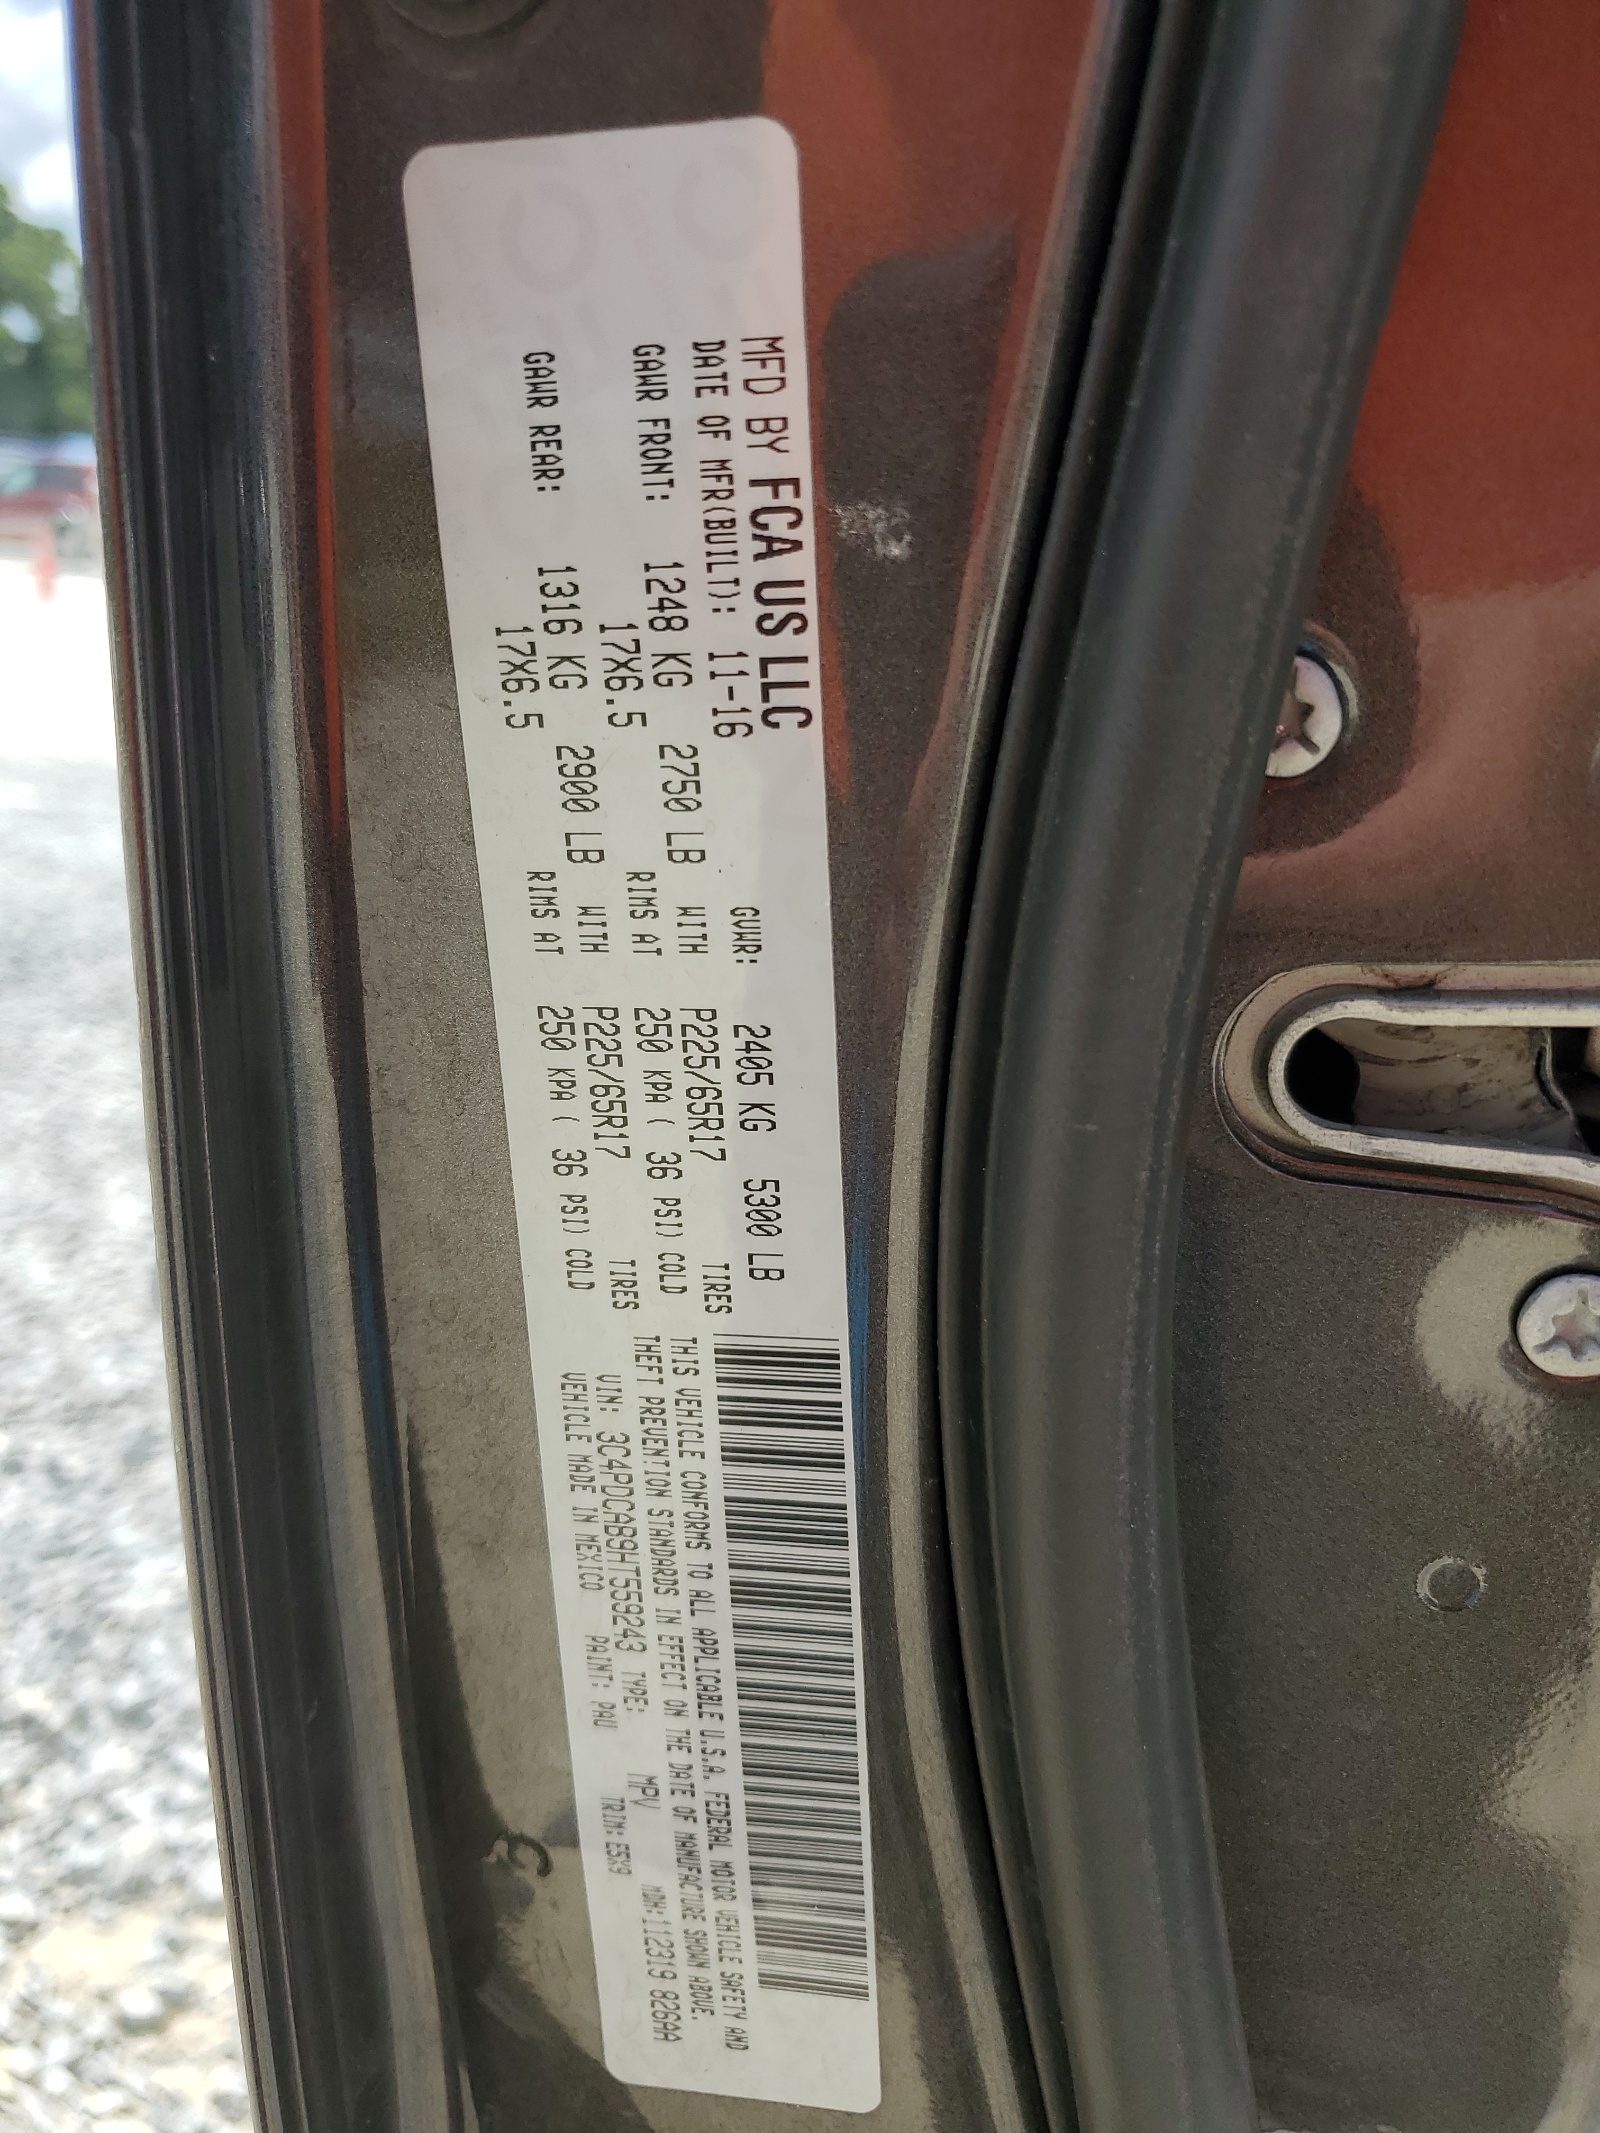 MFD BY FCA US LLC
DATE OF MFR(BUILT): 11-16 GVWR: 2405 KG 5300 LB
GAWR FRONT: 1248 KG 2750 LB WITH P225/65R17 TIRES
17X6.5 RIMS AT 250 KPA ( 36 PSI) COLD
GAWR REAR: 1316 KG 2900 LB WITH P225/65R17 TIRES
17X6.5 RIMS AT 250 KPA ( 36 PSI) COLD
THIS VEHICLE CONFORMS TO ALL APPLICABLE U.S.A. FEDERAL MOTOR VEHICLE SAFETY AND
THEFT PREVENTION STANDARDS IN EFFECT ON THE DATE OF MANUFACTURE SHOWN ABOVE.
VIN: 3C4PDCAB9HT559243 TYPE: MPV MDH:112319 826AA
VEHICLE MADE IN MEXICO PAINT: PAU TRIM: E5X9